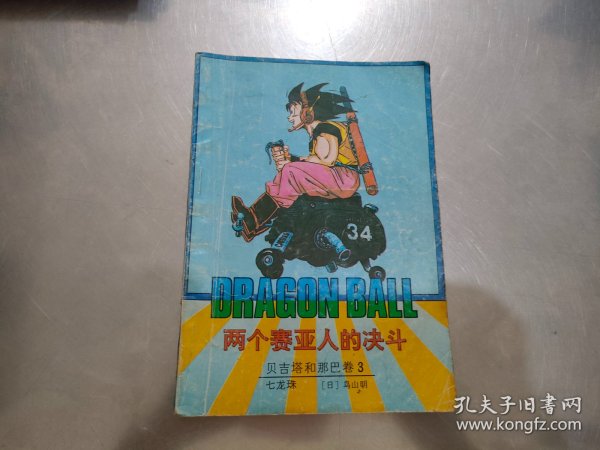 34
DRAGON BALL
两个赛亚人的决斗
贝吉塔和那巴卷3
七龙珠 [日]鸟山明
孔夫子旧书网
www.kongfz.com